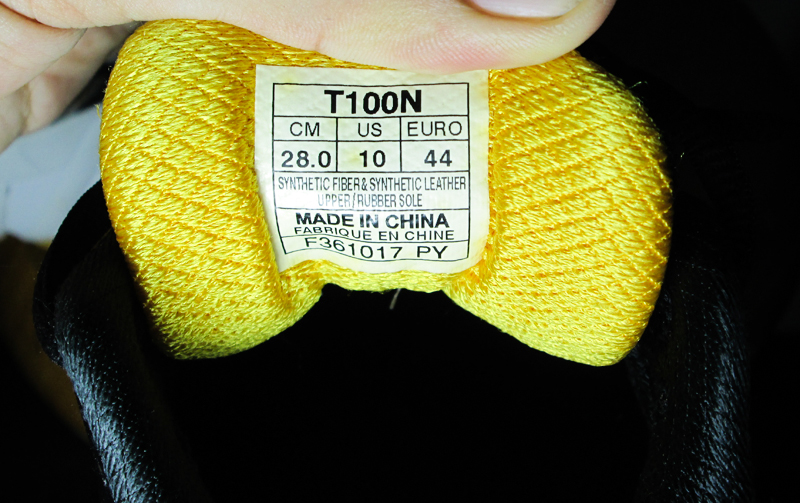 T100N
CM US EURO
28.0 10 44
SYNTHETIC FIBER & SYNTHETIC LEATHER
UPPER / RUBBER SOLE
MADE IN CHINA
FABRIQUE EN CHINE
F361017 PY